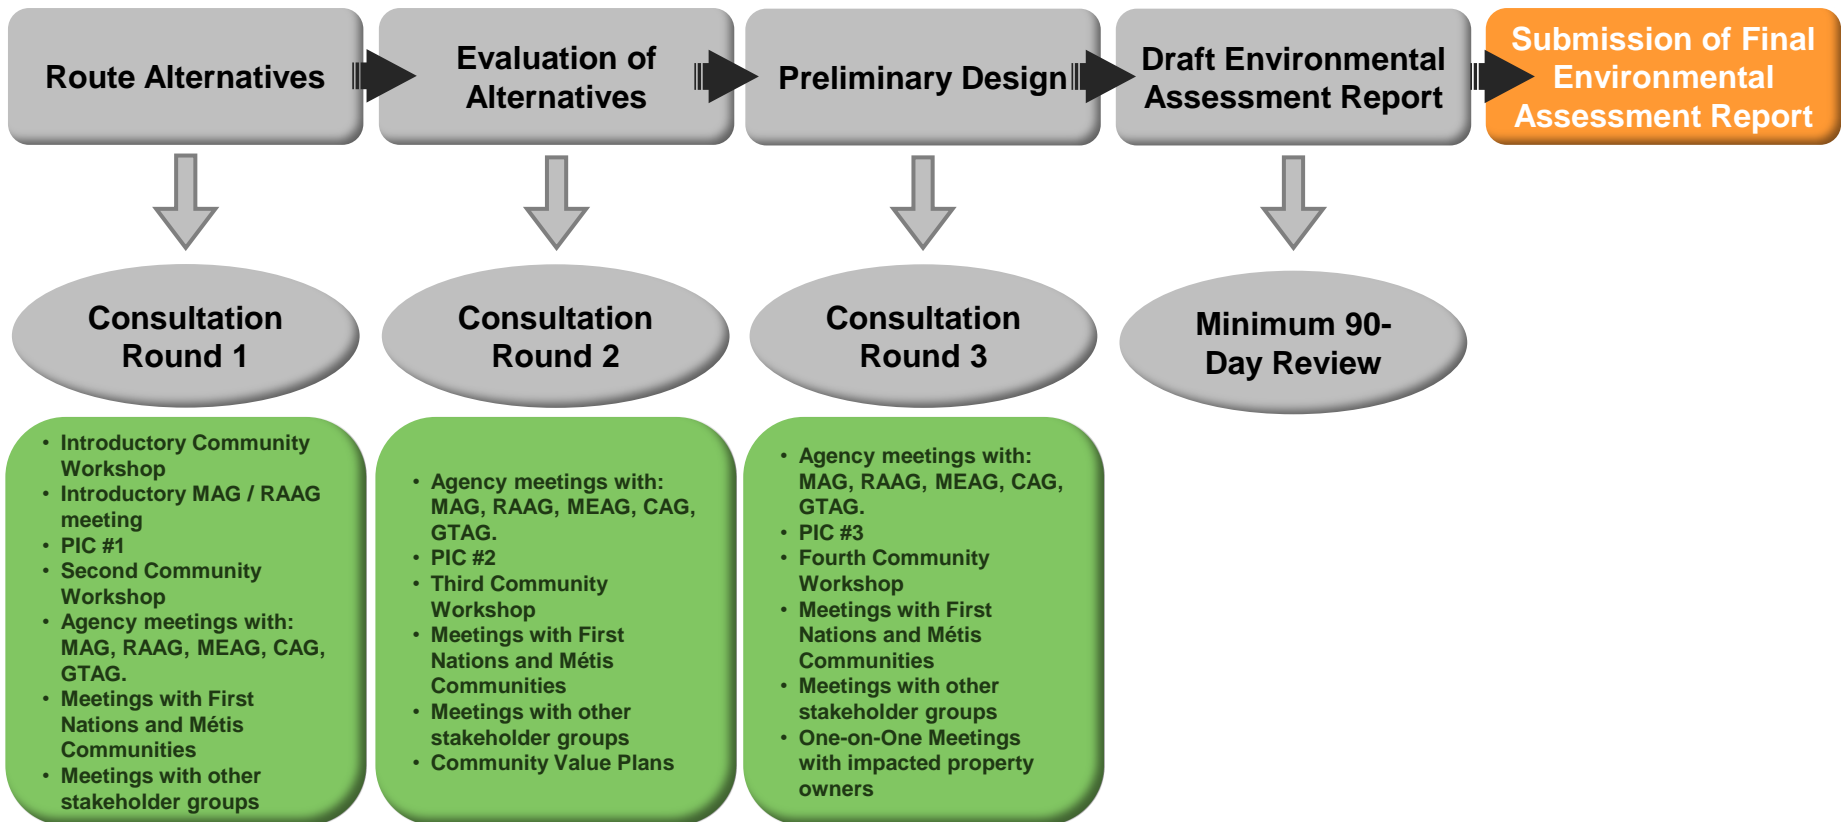 Route Alternatives
Evaluation of
Alternatives
Preliminary Design
Draft Environmental
Assessment Report
Submission of Final
Environmental
Assessment Report
Consultation
Round 1
Consultation
Round 2
Consultation
Round 3
Minimum 90-
Day Review
• Introductory Community
Workshop
• Introductory MAG / RAAG
meeting
• PIC #1
• Second Community
Workshop
• Agency meetings with:
MAG, RAAG, MEAG, CAG,
GTAG.
• Meetings with First
Nations and Métis
Communities
• Meetings with other
stakeholder groups
• Agency meetings with:
MAG, RAAG, MEAG, CAG,
GTAG.
• PIC #2
• Third Community
Workshop
• Meetings with First
Nations and Métis
Communities
• Meetings with other
stakeholder groups
• Community Value Plans
• Agency meetings with:
MAG, RAAG, MEAG, CAG,
GTAG.
• PIC #3
• Fourth Community
Workshop
• Meetings with First
Nations and Métis
Communities
• Meetings with other
stakeholder groups
• One-on-One Meetings
with impacted property
owners